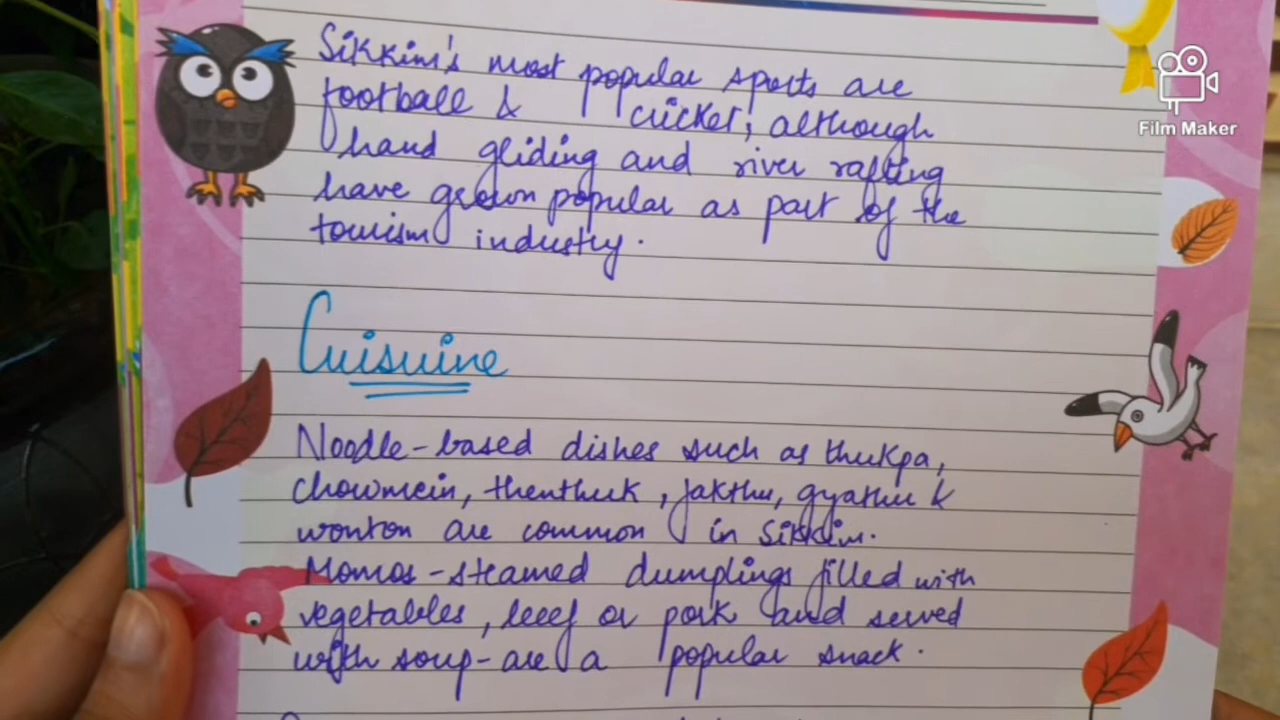 Sikkim's most popular sports are
football & cricket, although
hand gliding and river rafting
have grown popular as part of the
tourism industry.
Cuisuine
Noodle-based dishes such as thukpa,
chowmein, thenthuk, fakthu, gyathu &
wonton are common in Sikkim.
Momos-steamed dumplings filled with
vegetables, beef or pork and served
with soup-are a popular snack.
Film Maker